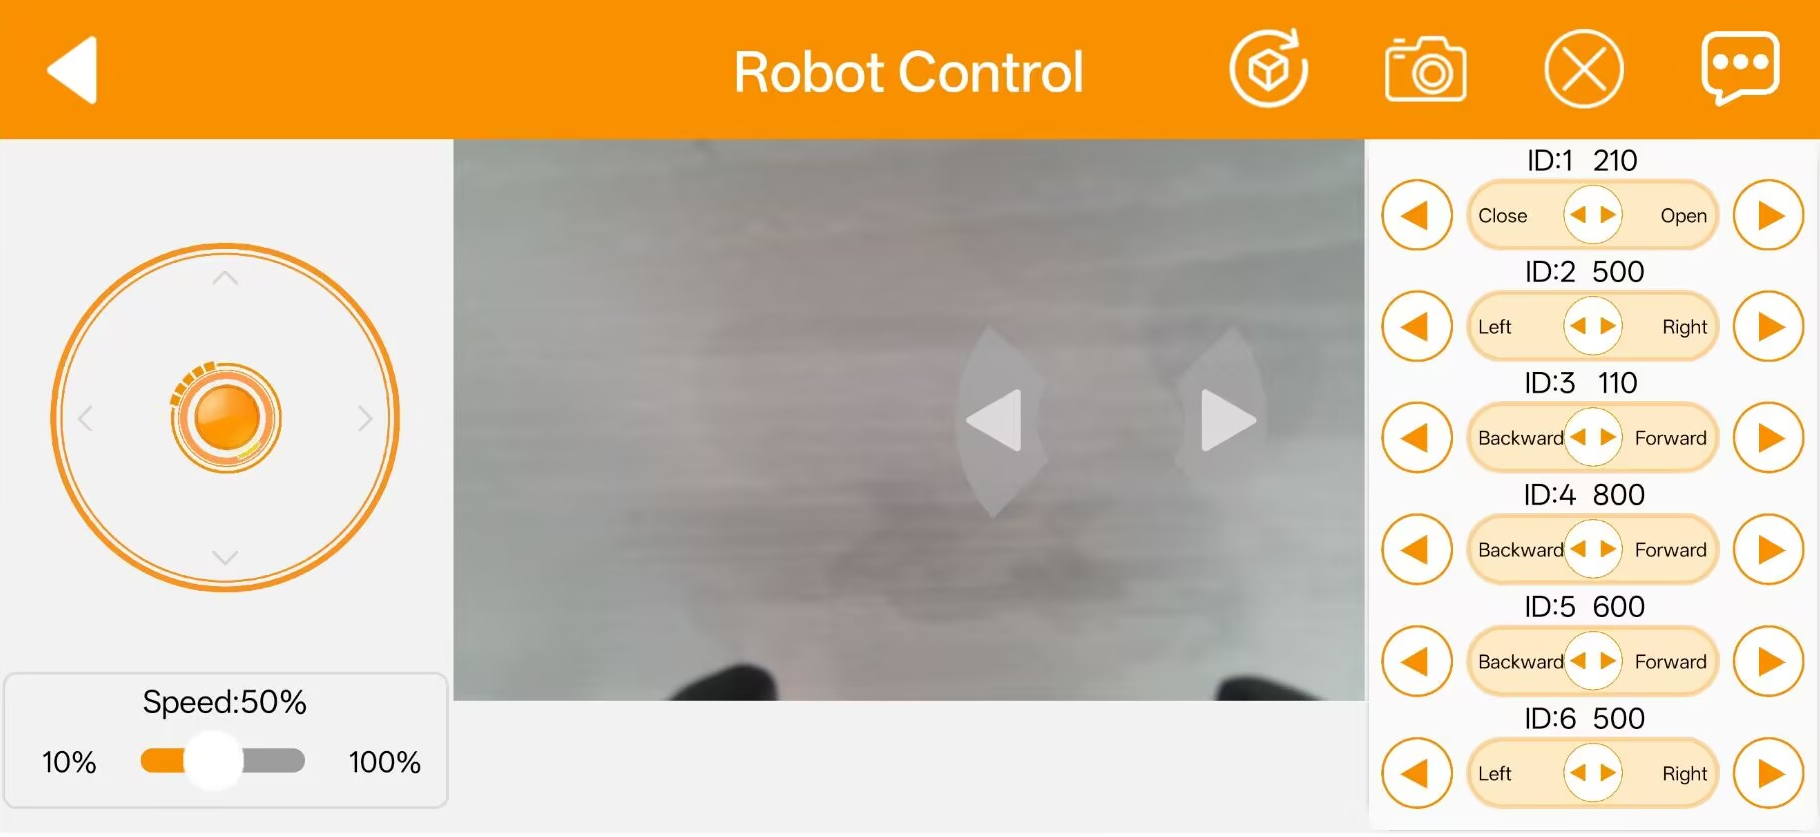 Robot Control
Speed:50%
10% 100%
ID:1 210
Close Open
ID:2 500
Left Right
ID:3 110
Backward Forward
ID:4 800
Backward Forward
ID:5 600
Backward Forward
ID:6 500
Left Right